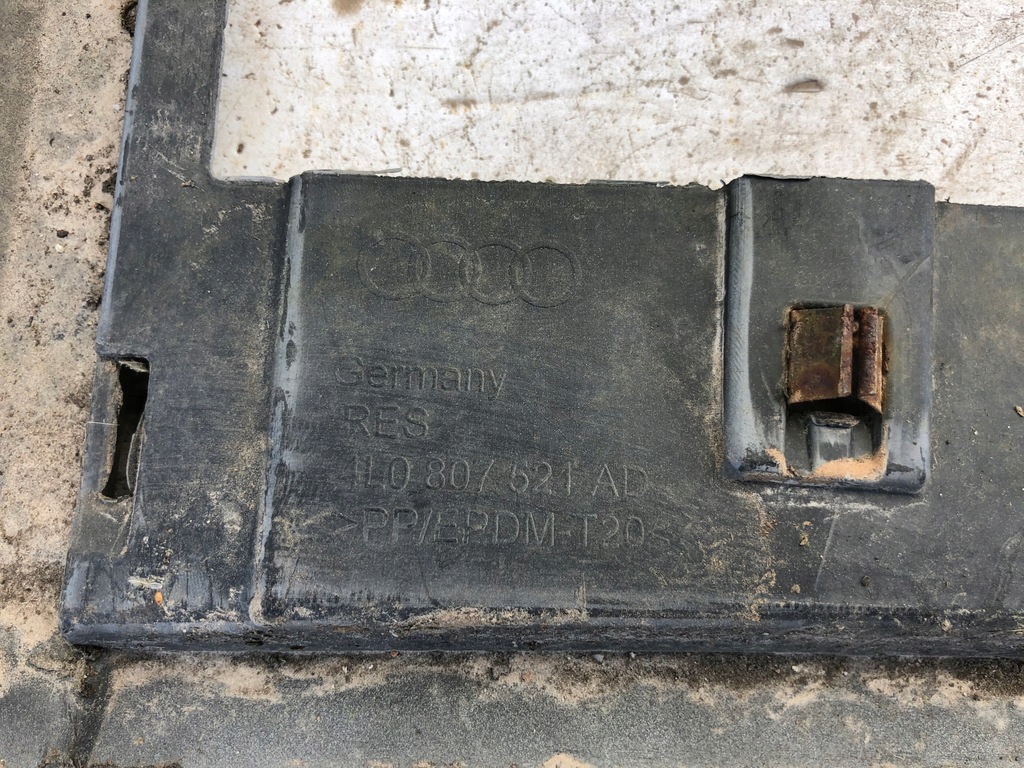 Germany
RES
4L0 807 521 AD
>PP/EPDM-T20<